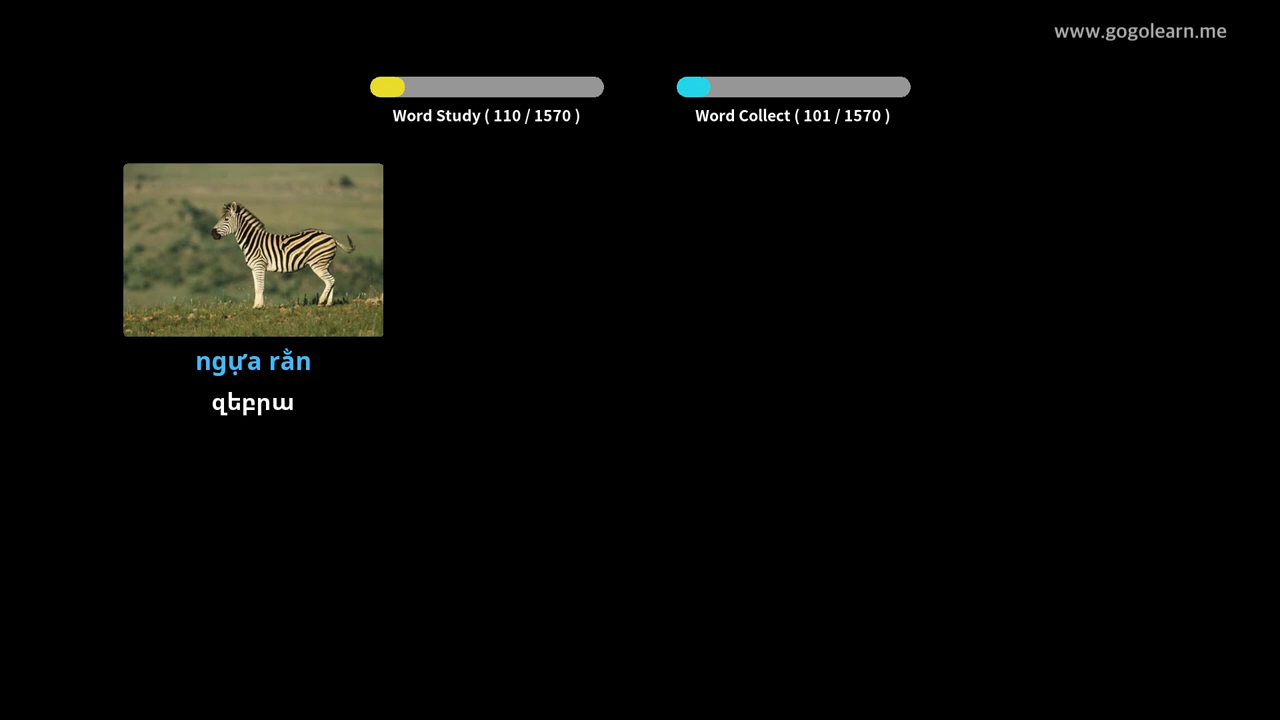 www.gogolearn.me
Word Study ( 110 / 1570 )
Word Collect ( 101 / 1570 )
ngựa rằn
զեբրա